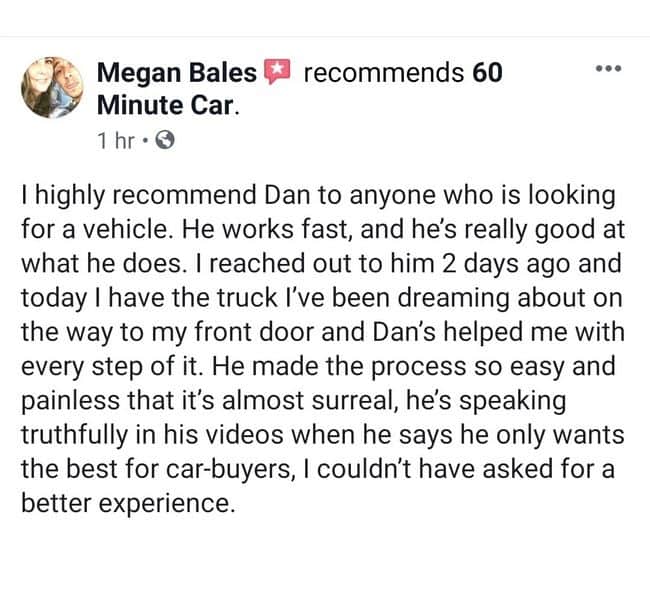 Megan Bales recommends 60
Minute Car.
1 hr ·
I highly recommend Dan to anyone who is looking
for a vehicle. He works fast, and he's really good at
what he does. I reached out to him 2 days ago and
today I have the truck I've been dreaming about on
the way to my front door and Dan's helped me with
every step of it. He made the process so easy and
painless that it's almost surreal, he's speaking
truthfully in his videos when he says he only wants
the best for car-buyers, I couldn't have asked for a
better experience.